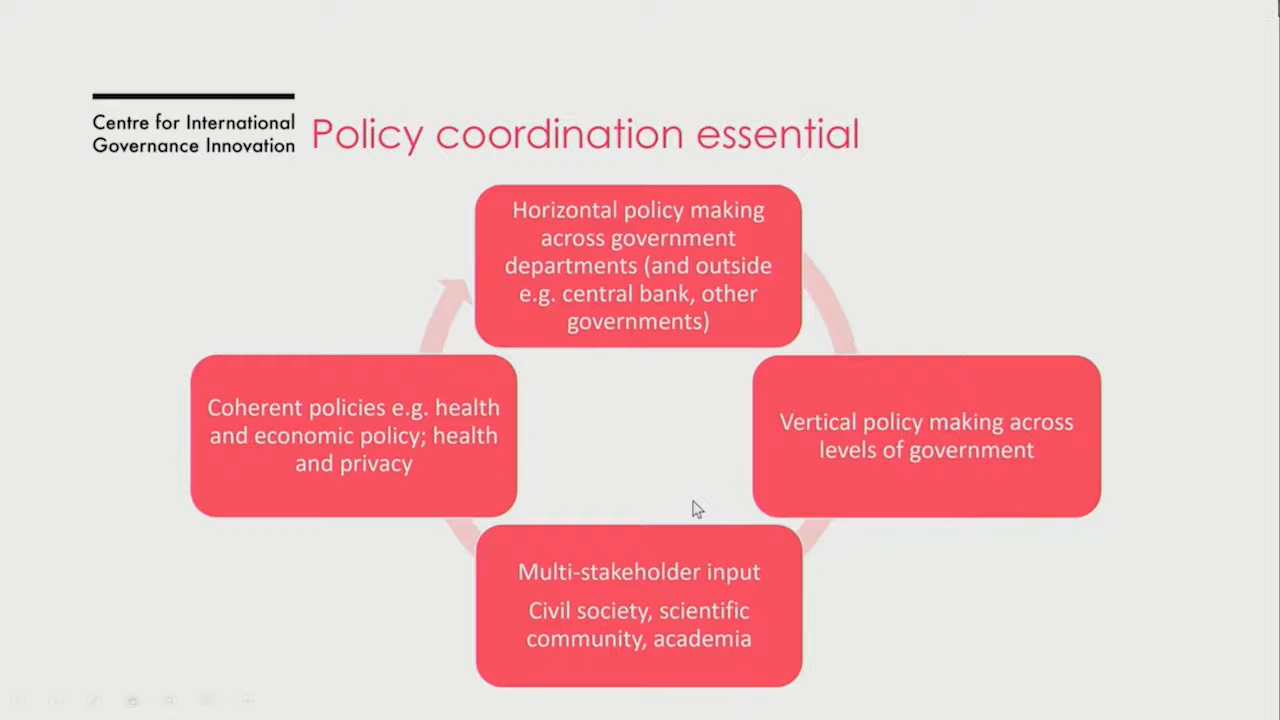 Centre for International
Governance Innovation
Policy coordination essential
Horizontal policy making
across government
departments (and outside
e.g. central bank, other
governments)
Coherent policies e.g. health
and economic policy; health
and privacy
Vertical policy making across
levels of government
Multi-stakeholder input
Civil society, scientific
community, academia